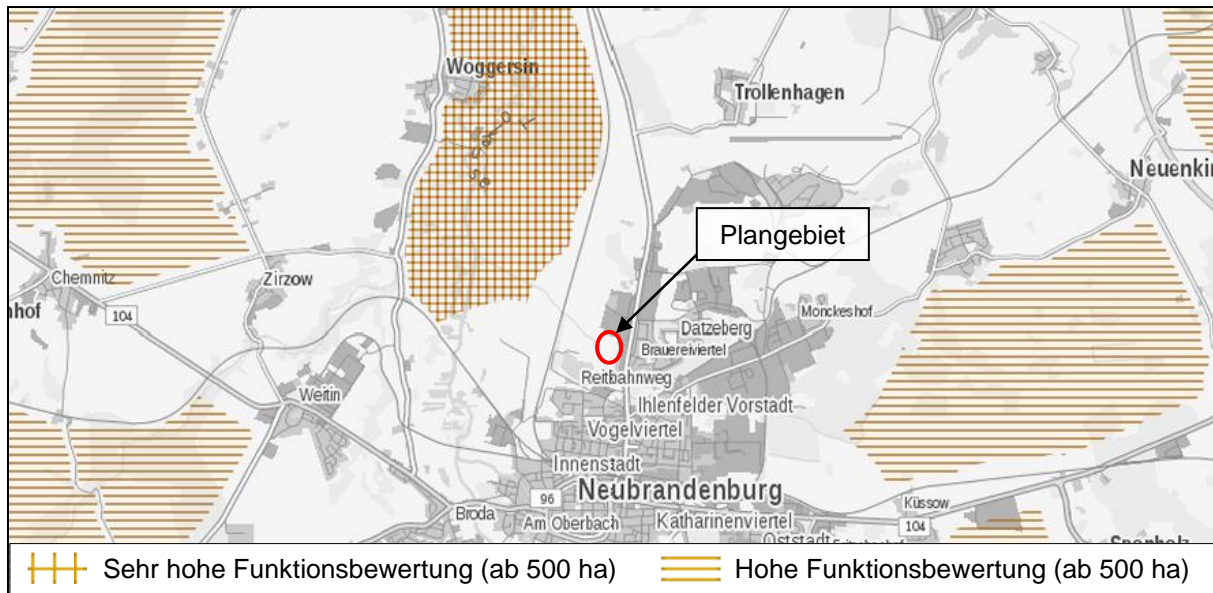 Woggersin
Trollenhagen
Neuenkir
Plangebiet
Chemnitz
Zirzow
nhof
104
Monckeshof
Datzeberg
Brauereiviertel
Reitbahnweg
Weitin
Ihlenfelder Vorstadt
Vogelviertel
Innenstadt
96
Neubrandenburg
Küssow
Broda
Am Oberbach
Katharinenviertel
104
Oststadt
Sehr hohe Funktionsbewertung (ab 500 ha)
Hohe Funktionsbewertung (ab 500 ha)